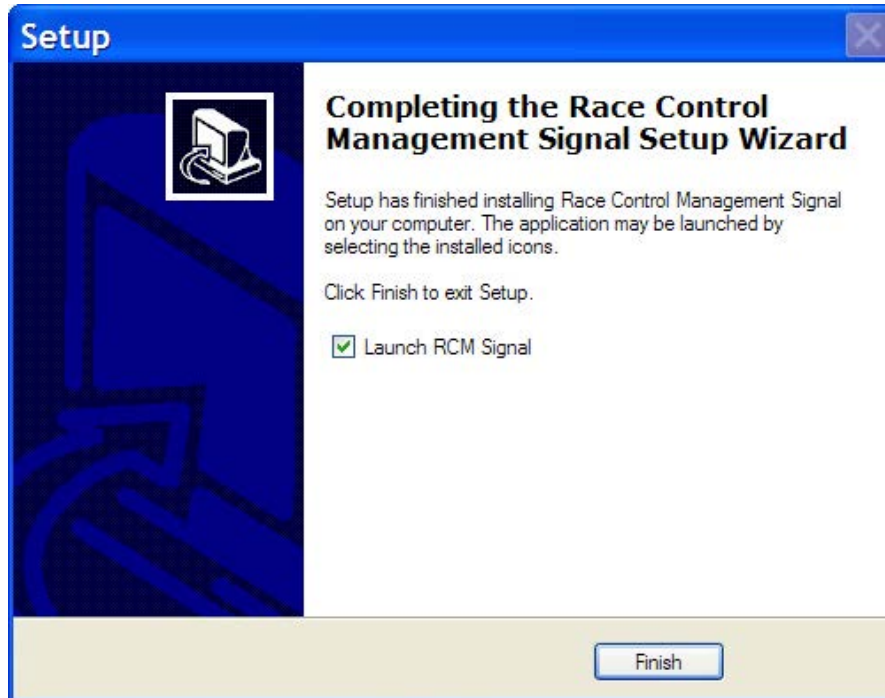 Setup
Completing the Race Control
Management Signal Setup Wizard
Setup has finished installing Race Control Management Signal
on your computer. The application may be launched by
selecting the installed icons.
Click Finish to exit Setup.
Launch RCM Signal
Finish